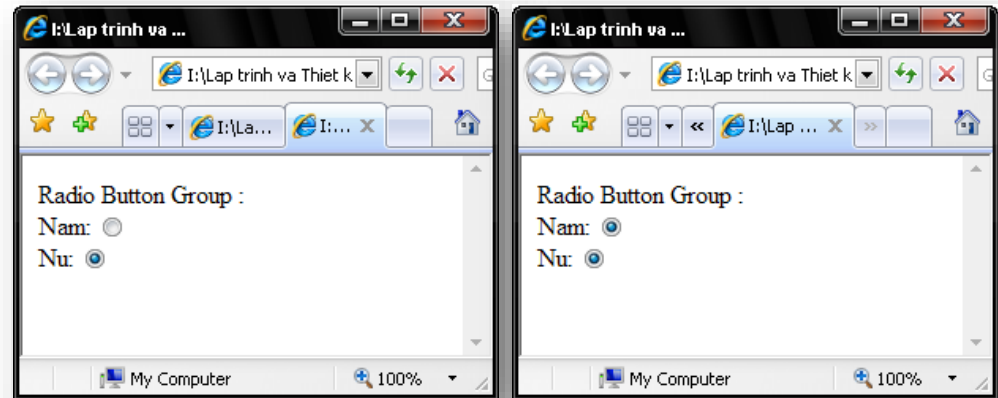 I:\Lap trinh va ...
I:\Lap trinh va Thiet k
G
I:\La...
I:...
Radio Button Group :
Nam:
Nu:
My Computer
100%
I:\Lap trinh va ...
I:\Lap trinh va Thiet k
G
I:\Lap ...
Radio Button Group :
Nam:
Nu:
My Computer
100%